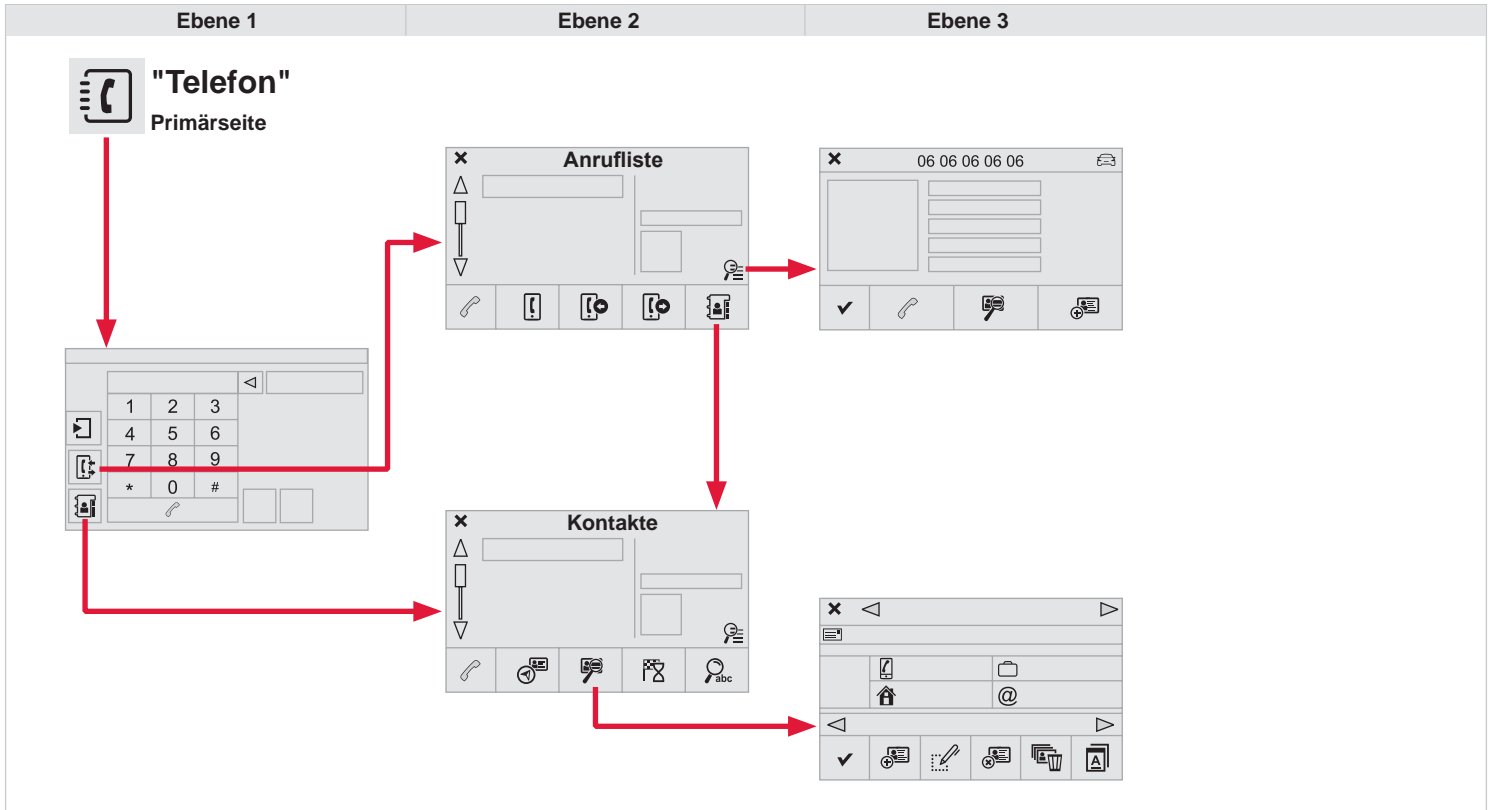 Ebene 1
Ebene 2
Ebene 3
"Telefon"
Primärseite
Anrufliste
06 06 06 06 06
1 2 3
4 5 6
7 8 9
* 0 #
Kontakte
abc
@
A